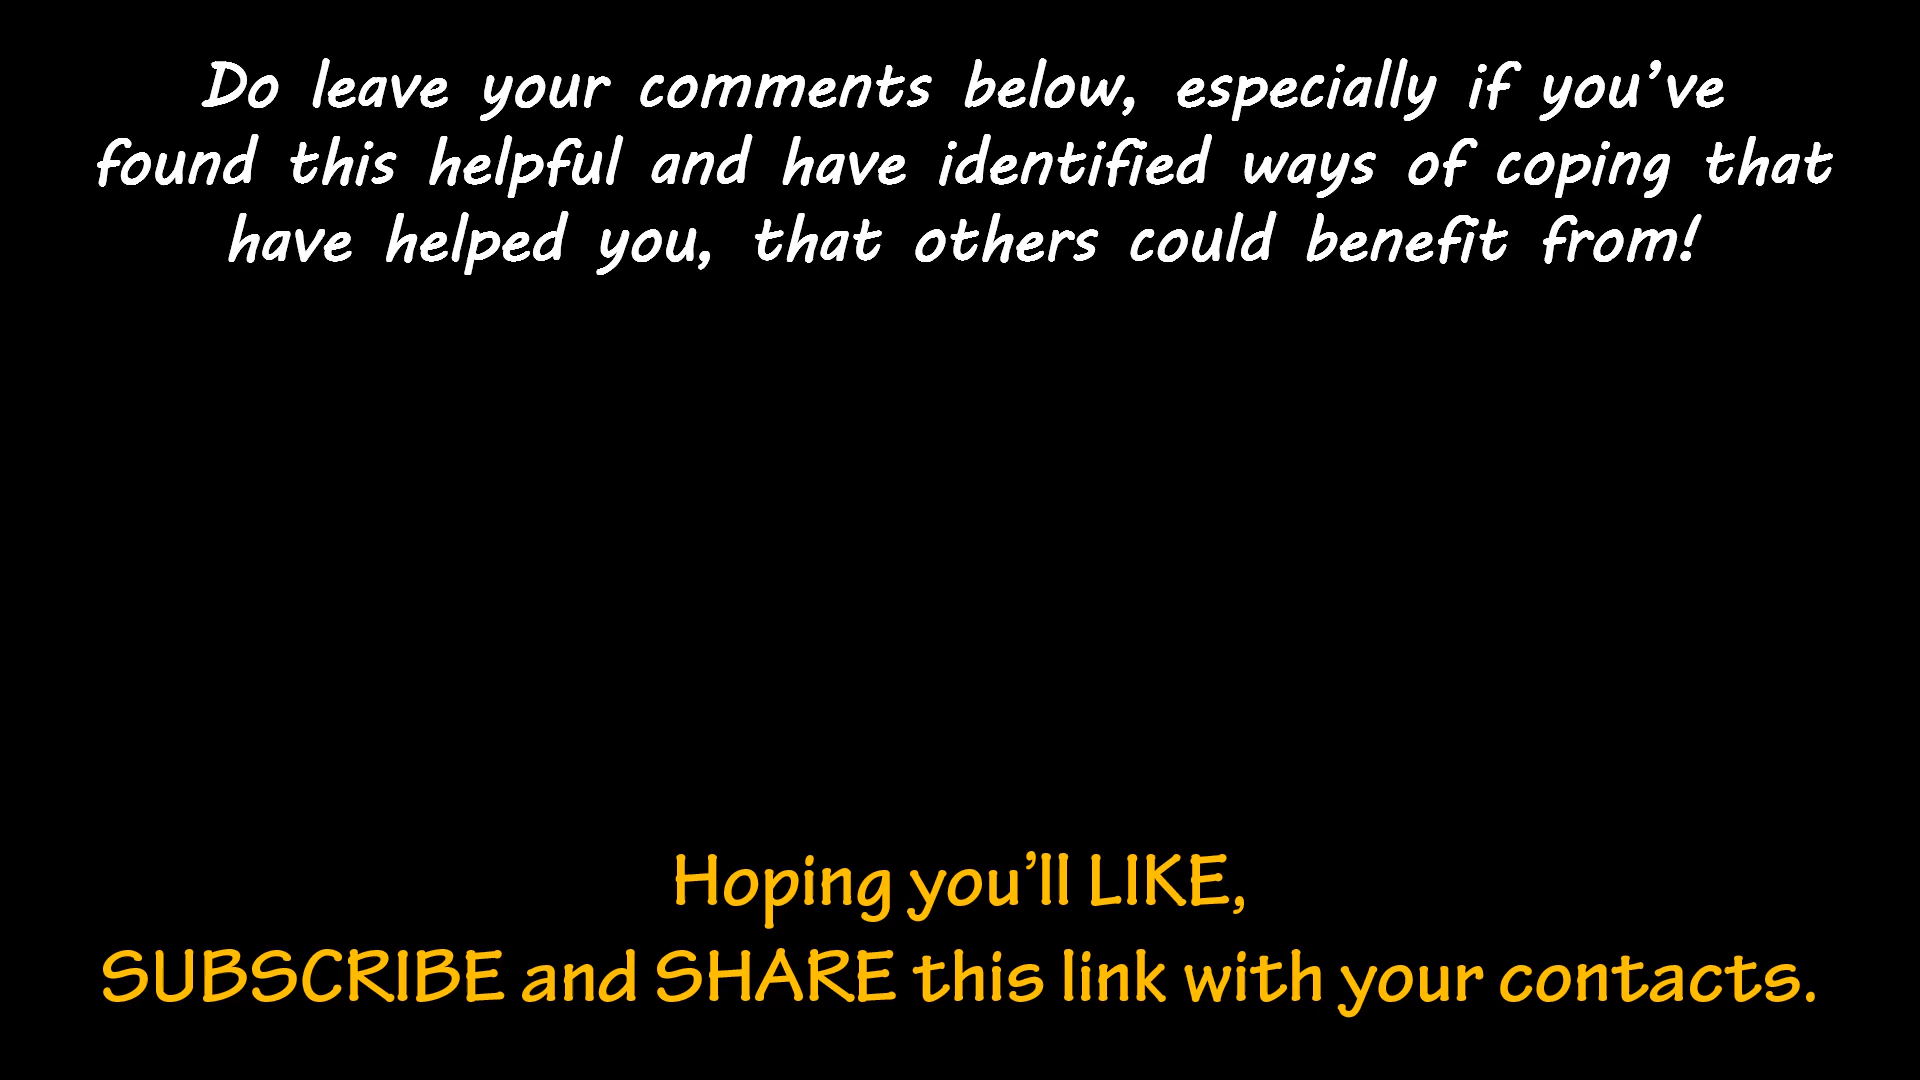 Do leave your comments below, especially if you’ve
found this helpful and have identified ways of coping that
have helped you, that others could benefit from!
Hoping you’ll LIKE,
SUBSCRIBE and SHARE this link with your contacts.